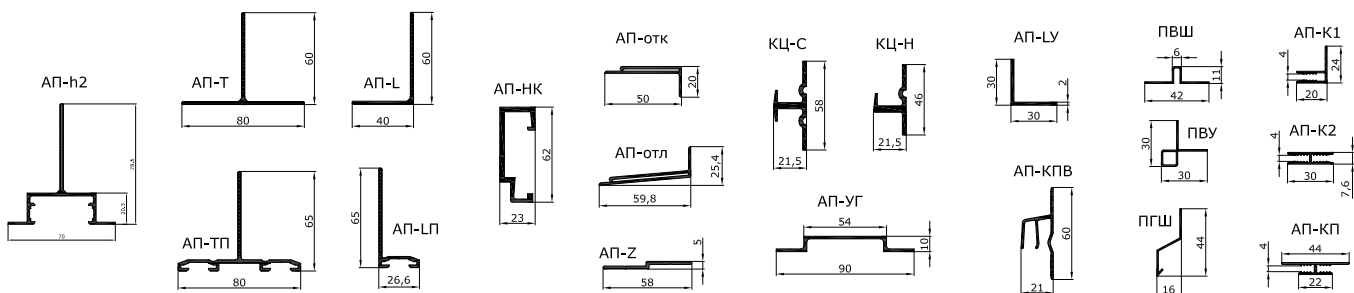 АП-h2
78,5
20,5
70
АП-Т
60
80
АП-L
60
40
АП-ТП
65
80
АП-LП
65
26,6
АП-НК
62
23
АП-отк
20
50
АП-отл
25,4
59,8
АП-Z
5
58
КЦ-С
58
21,5
КЦ-Н
46
21,5
АП-УГ
54
10
90
АП-LУ
30
2
30
АП-КПВ
60
21
ПВШ
6
11
42
ПВУ
30
30
ПГШ
44
16
АП-К1
4
24
20
АП-К2
4
30
7,6
АП-КП
44
4
22